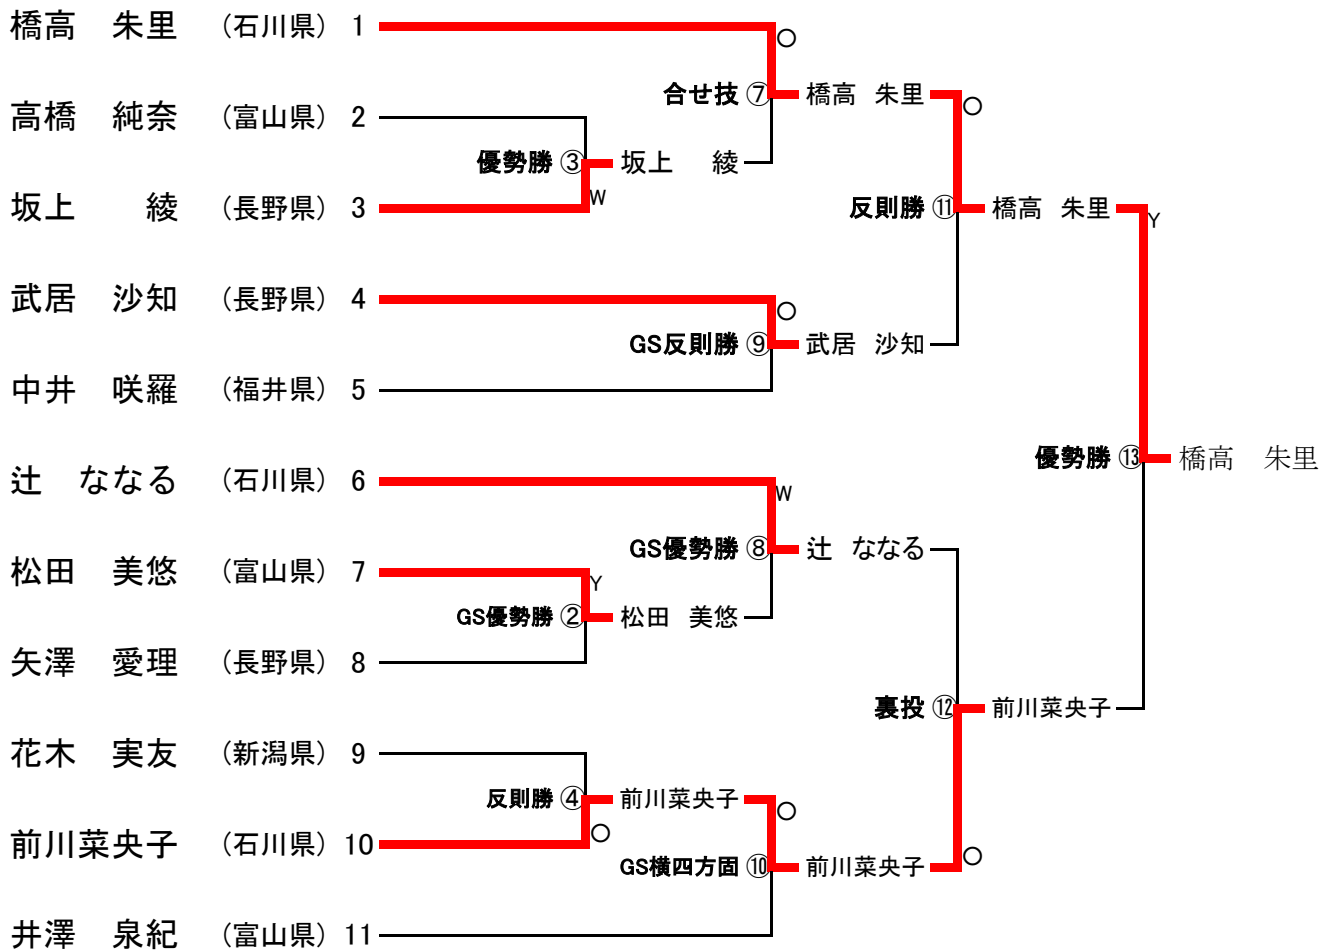 橋高　朱里　（石川県）　1
○
合せ技 ⑦ 橋高　朱里
○
高橋　純奈　（富山県）　2
優勢勝 ③ 坂上　　綾
W
坂上　　綾　（長野県）　3
反則勝 ⑪ 橋高　朱里
Y
武居　沙知　（長野県）　4
○
GS反則勝 ⑨ 武居　沙知
中井　咲羅　（福井県）　5
優勢勝 ⑬ 橋高　朱里
辻　ななる　（石川県）　6
W
GS優勢勝 ⑧ 辻　ななる
松田　美悠　（富山県）　7
Y
GS優勢勝 ② 松田　美悠
矢澤　愛理　（長野県）　8
裏投 ⑫ 前川菜央子
花木　実友　（新潟県）　9
反則勝 ④ 前川菜央子
○
○
前川菜央子　（石川県）　10
GS横四方固 ⑩ 前川菜央子
○
井澤　泉紀　（富山県）　11